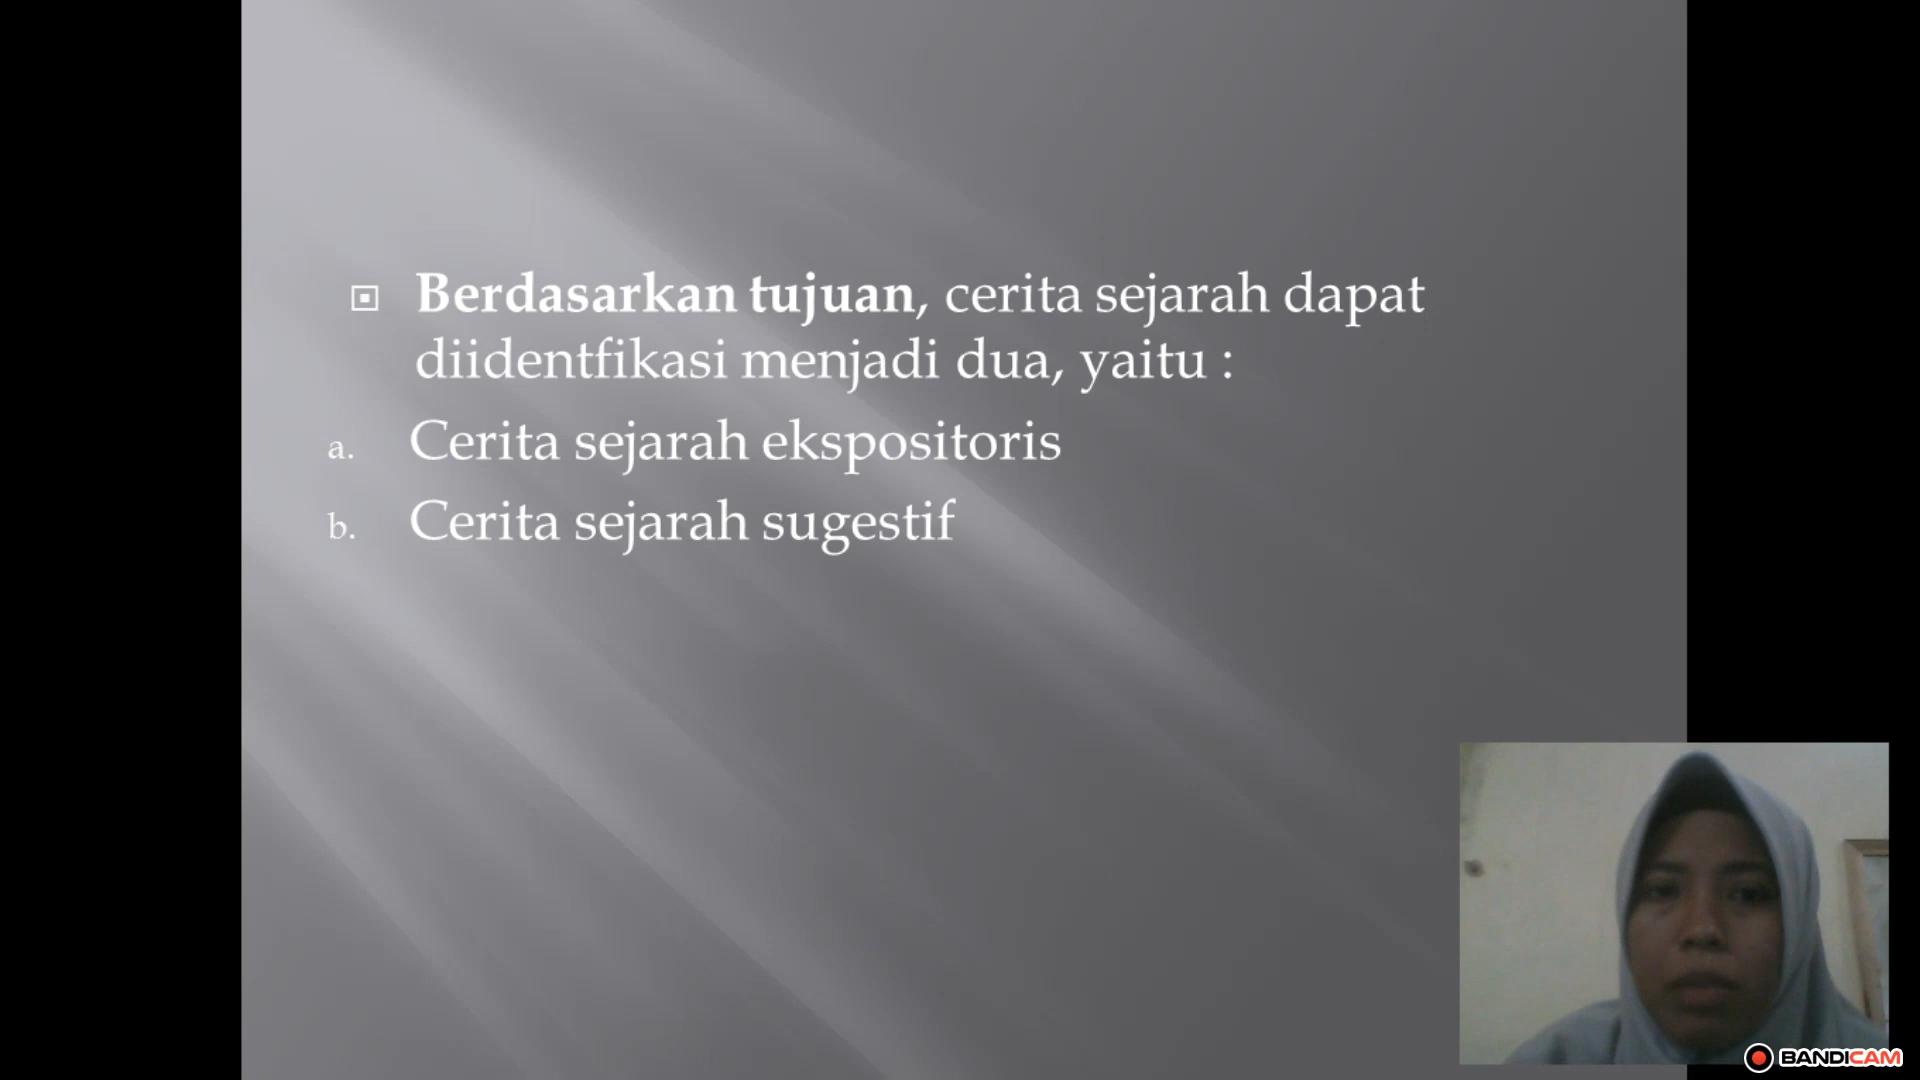 Berdasarkan tujuan, cerita sejarah dapat
diidentfikasi menjadi dua, yaitu :
a. Cerita sejarah ekspositoris
b. Cerita sejarah sugestif
BANDICAM